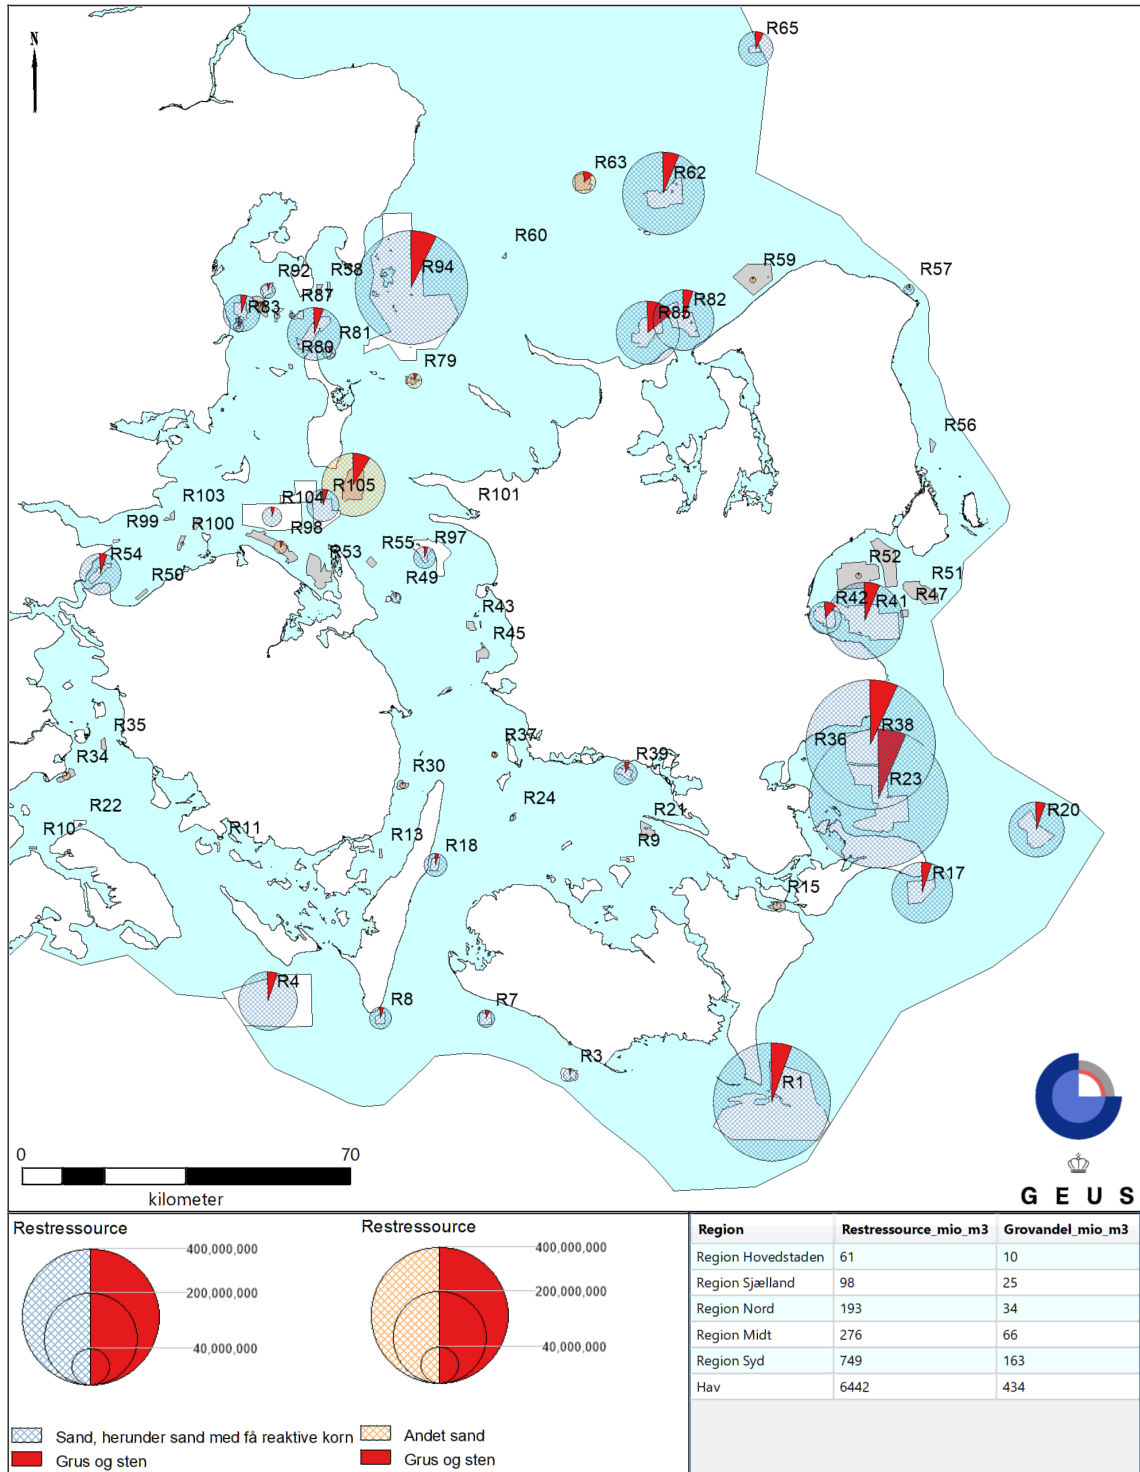 N
R65
R63
R62
R60
R59
R57
R92
R58
R94
R87
R83
R82
R85
R81
R80
R79
R56
R105
R103
R104
R101
R99
R100
R98
R97
R55
R53
R54
R52
R51
R50
R49
R47
R43
R42
R41
R45
R35
R37
R38
R36
R34
R39
R30
R23
R24
R22
R21
R20
R10
R11
R13
R18
R9
R17
R15
R4
R8
R7
R3
R1
0 70
kilometer
G E U S
Restressource
400,000,000
200,000,000
40,000,000
Sand, herunder sand med få reaktive korn
Grus og sten
Restressource
400,000,000
200,000,000
40,000,000
Andet sand
Grus og sten
Region Restressource_mio_m3 Grovandel_mio_m3
Region Hovedstaden 61 10
Region Sjælland 98 25
Region Nord 193 34
Region Midt 276 66
Region Syd 749 163
Hav 6442 434